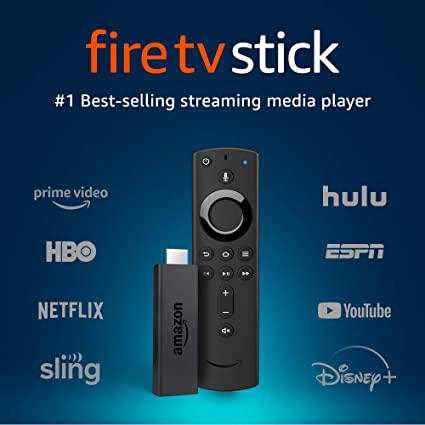 fire tv stick
#1 Best-selling streaming media player
prime video
hulu
HBO
ESPN
NETFLIX
YouTube
sling
Disney+
amazon